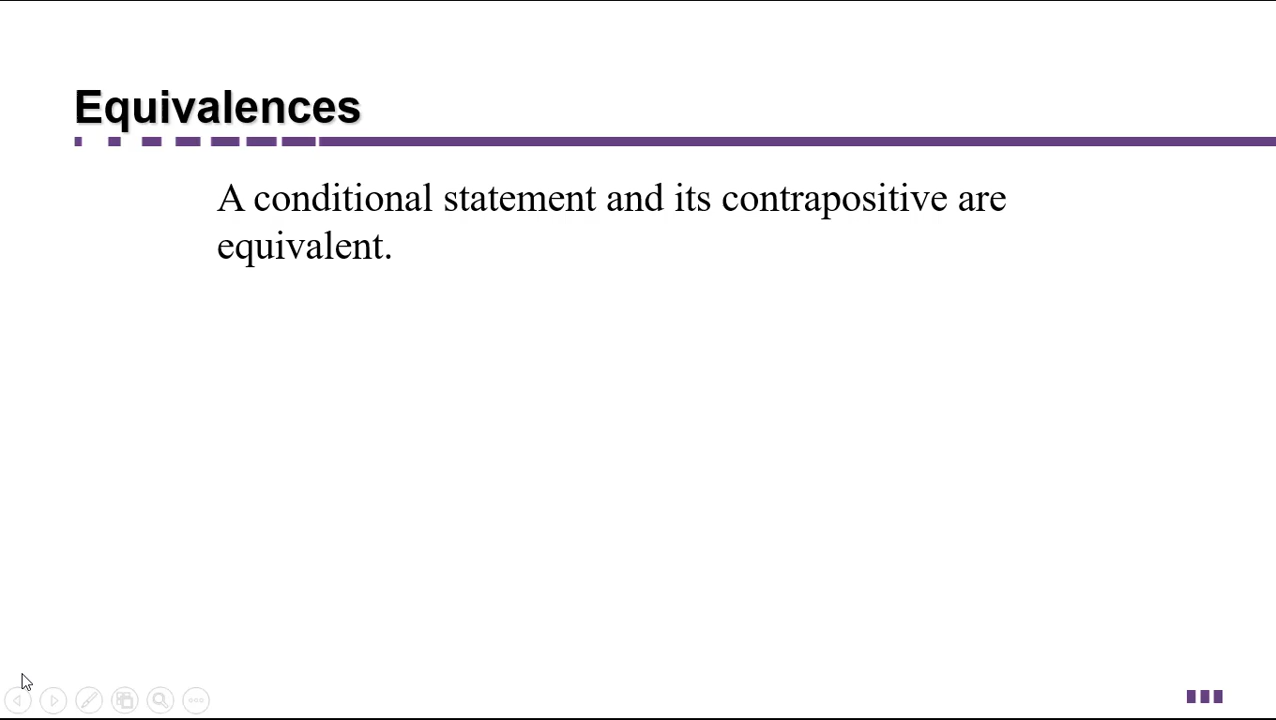 Equivalences
A conditional statement and its contrapositive are
equivalent.